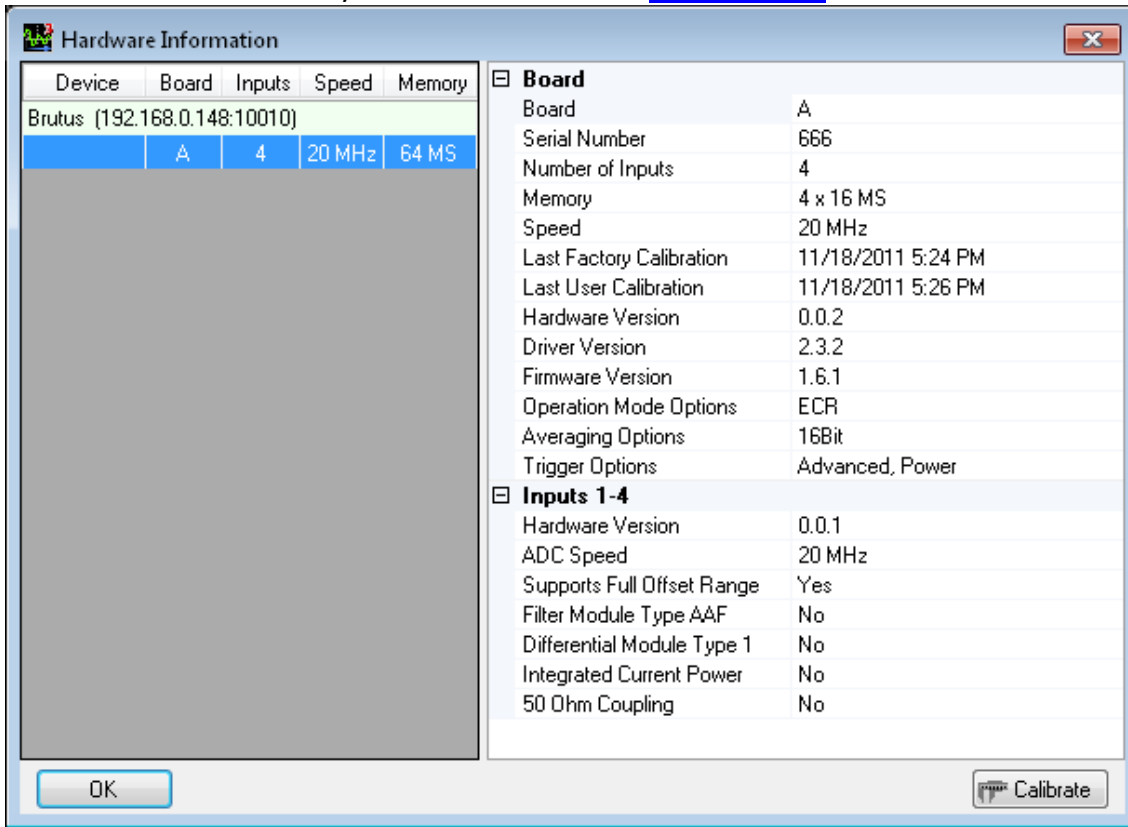 Hardware Information
Device Board Inputs Speed Memory
Brutus (192.168.0.148:10010)
A 4 20 MHz 64 MS
Board
Board A
Serial Number 666
Number of Inputs 4
Memory 4 x 16 MS
Speed 20 MHz
Last Factory Calibration 11/18/2011 5:24 PM
Last User Calibration 11/18/2011 5:26 PM
Hardware Version 0.0.2
Driver Version 2.3.2
Firmware Version 1.6.1
Operation Mode Options ECR
Averaging Options 16Bit
Trigger Options Advanced, Power
Inputs 1-4
Hardware Version 0.0.1
ADC Speed 20 MHz
Supports Full Offset Range Yes
Filter Module Type AAF No
Differential Module Type 1 No
Integrated Current Power No
50 Ohm Coupling No
OK
Calibrate